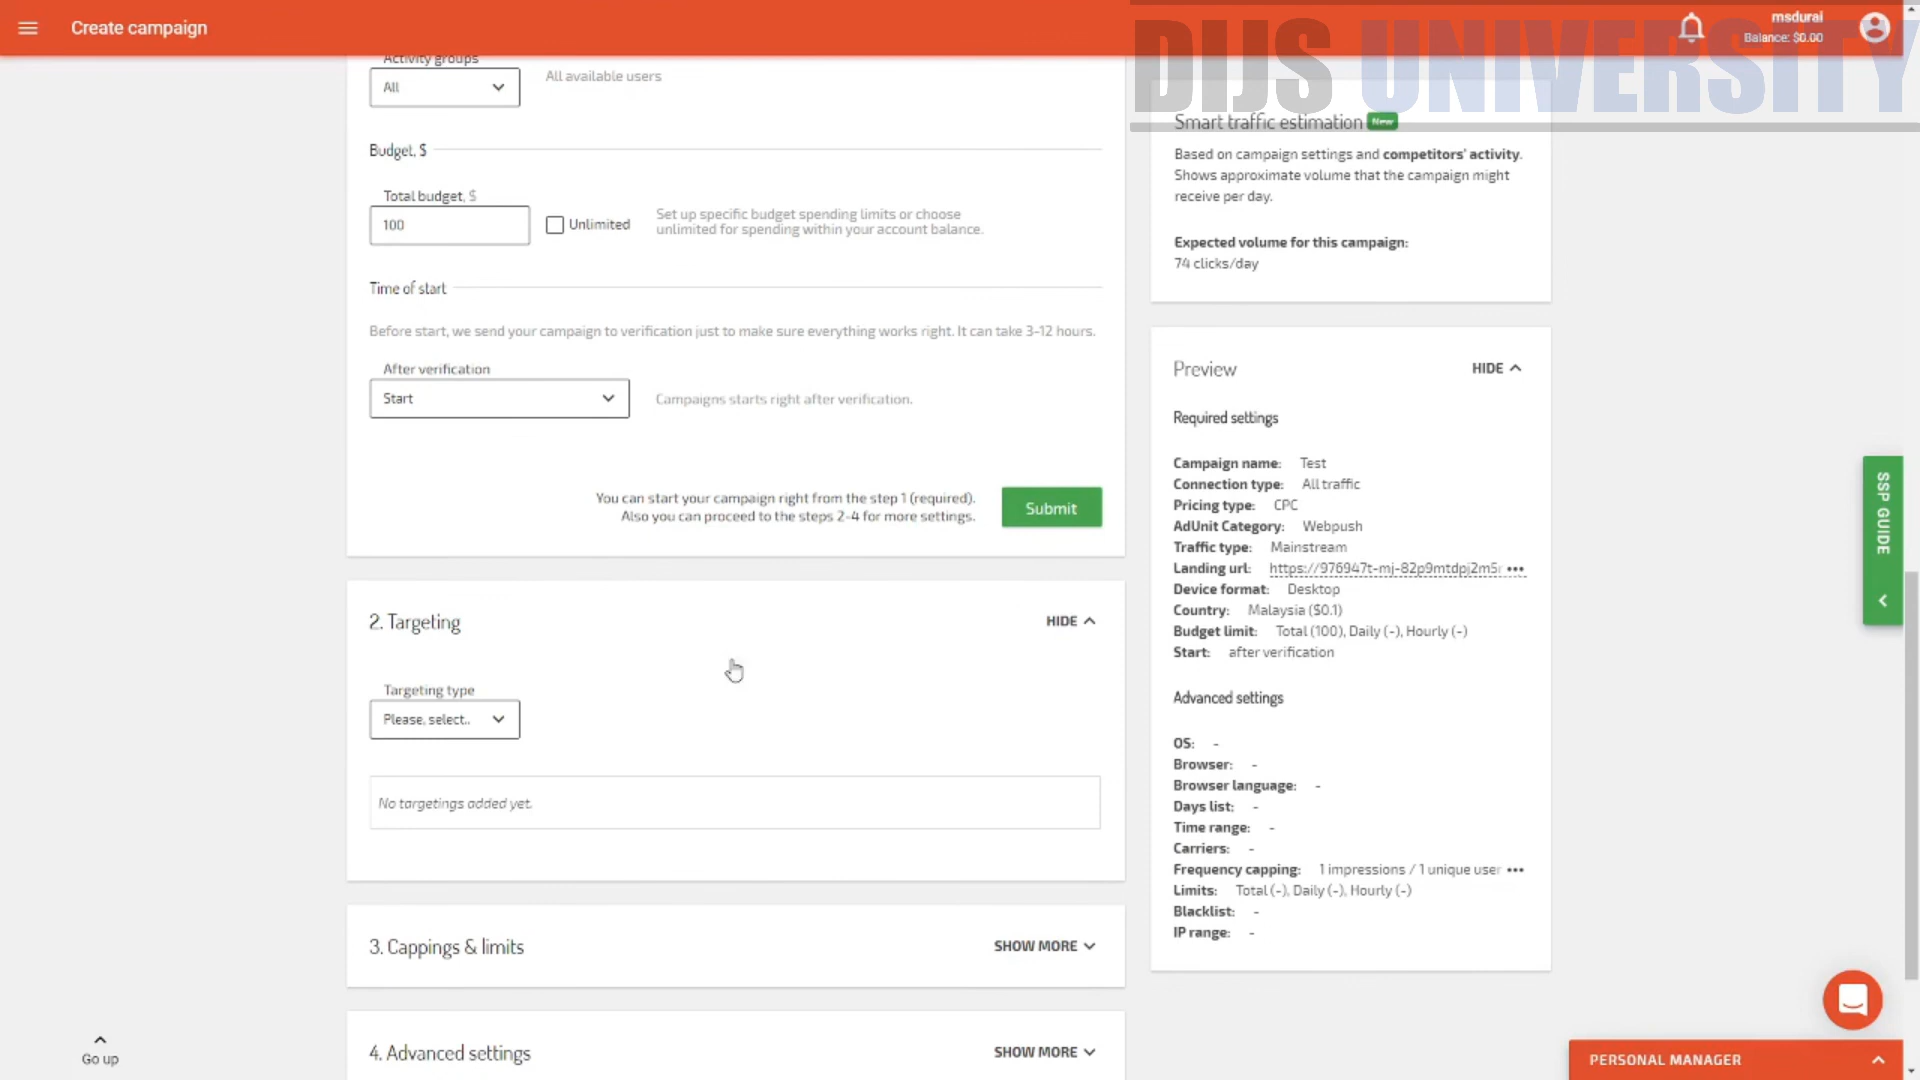 Create campaign
msdurai
Balance: $0.00
DIJS UNIVERSITY
Activity groups
All
All available users
Budget, $
Total budget, $
100
Unlimited
Set up specific budget spending limits or choose
unlimited for spending within your account balance.
Time of start
Before start, we send your campaign to verification just to make sure everything works right. It can take 3-12 hours.
After verification
Start
Campaigns starts right after verification.
You can start your campaign right from the step 1 (required).
Also you can proceed to the steps 2-4 for more settings.
Submit
2. Targeting
HIDE
Targeting type
Please, select..
No targetings added yet.
3. Cappings & limits
SHOW MORE
4. Advanced settings
SHOW MORE
Go up
Smart traffic estimation New
Based on campaign settings and competitors' activity.
Shows approximate volume that the campaign might
receive per day.
Expected volume for this campaign:
74 clicks/day
Preview
HIDE
Required settings
Campaign name: Test
Connection type: All traffic
Pricing type: CPC
AdUnit Category: Webpush
Traffic type: Mainstream
Landing url: https://976947t-mj-82p9mtdpj2m5r •••
Device format: Desktop
Country: Malaysia ($0.1)
Budget limit: Total (100), Daily (-), Hourly (-)
Start: after verification
Advanced settings
OS: -
Browser: -
Browser language: -
Days list: -
Time range: -
Carriers: -
Frequency capping: 1 impressions / 1 unique user •••
Limits: Total (-), Daily (-), Hourly (-)
Blacklist: -
IP range: -
SSP GUIDE
PERSONAL MANAGER